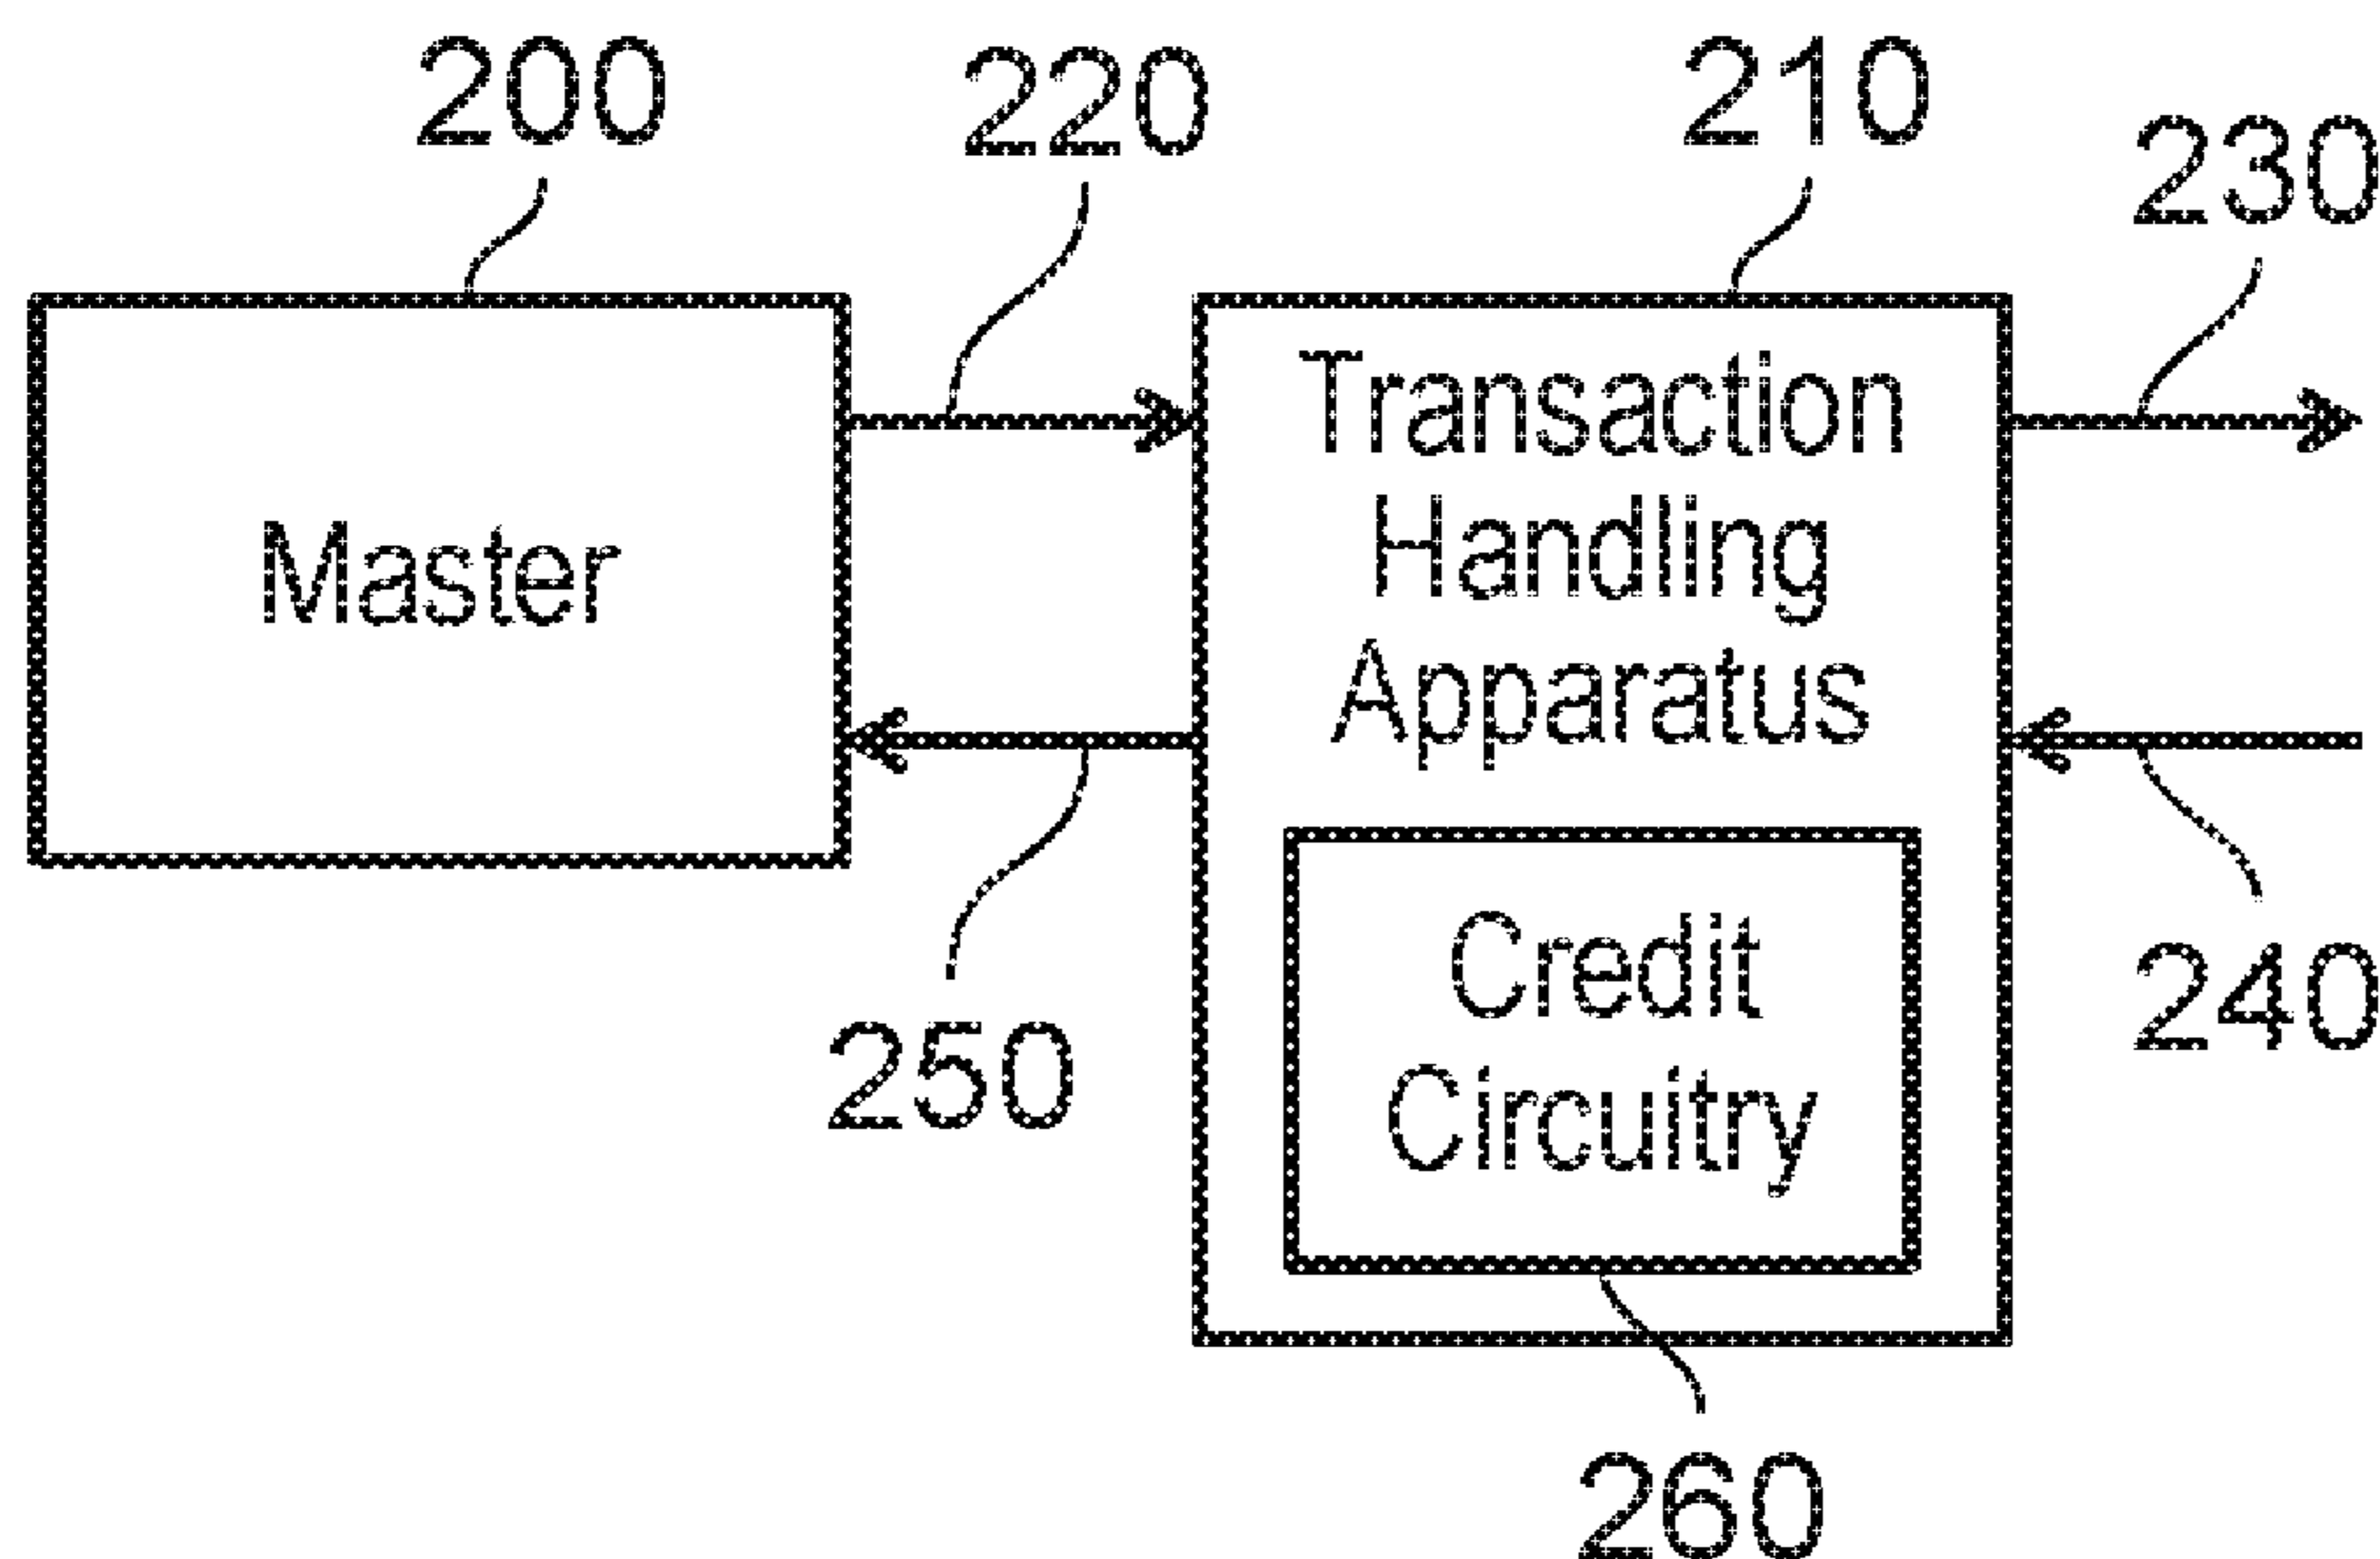 200
220
210
230
Master
Transaction
Handling
Apparatus
250
240
Credit
Circuitry
260